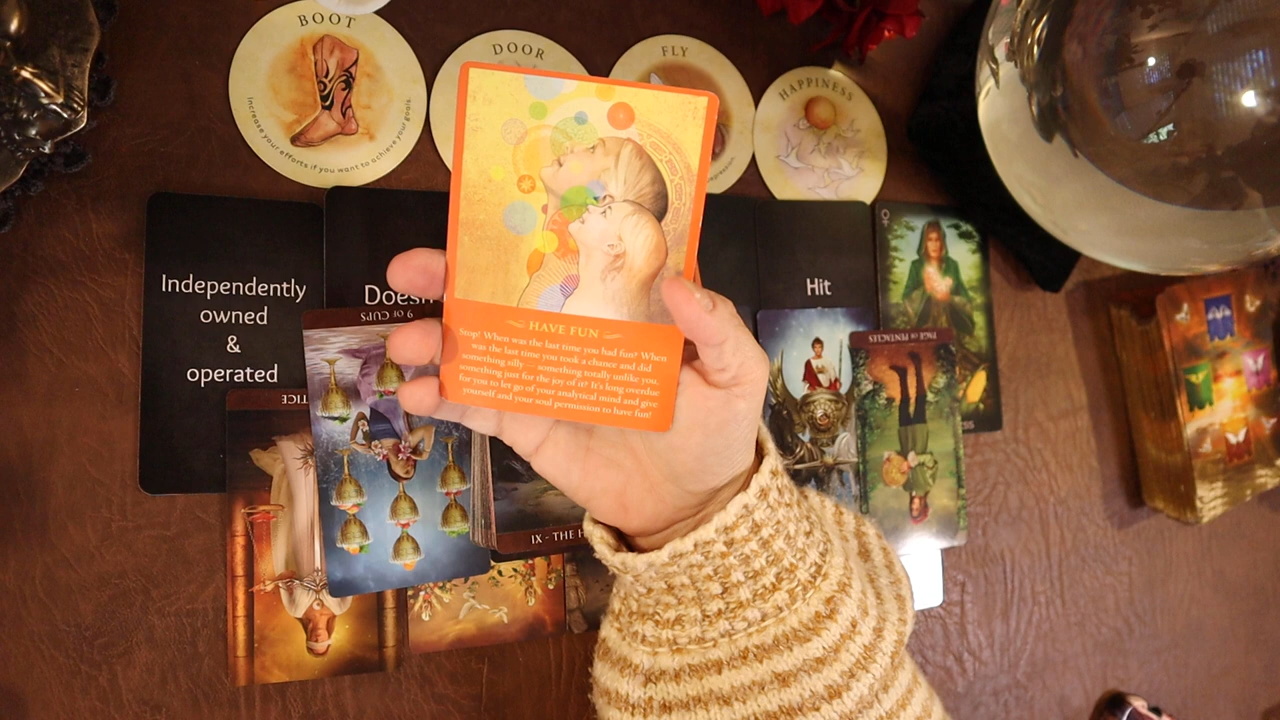 BOOT
Increase your efforts if you want to achieve your goals.
DOOR
FLY
HAPPINESS
Independently
owned
&
operated
Doesn
Hit
HAVE FUN
Stop! When was the last time you had fun? When
was the last time you took a chance and did
something silly — something totally unlike you,
something just for the joy of it? It's long overdue
for you to let go of your analytical mind and give
yourself and your soul permission to have fun!
9 OF CUPS
PAGE OF PENTACLES
IX - THE H